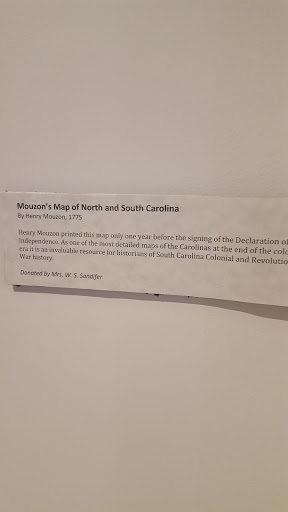 Mouzon's Map of North and South Carolina
By Henry Mouzon, 1775
Henry Mouzon printed this map only one year before the signing of the Declaration of
Independence. As one of the most detailed maps of the Carolinas at the end of the colo
era it is an invaluable resource for historians of South Carolina Colonial and Revolutio
War history.
Donated by Mrs. W. S. Sandifer